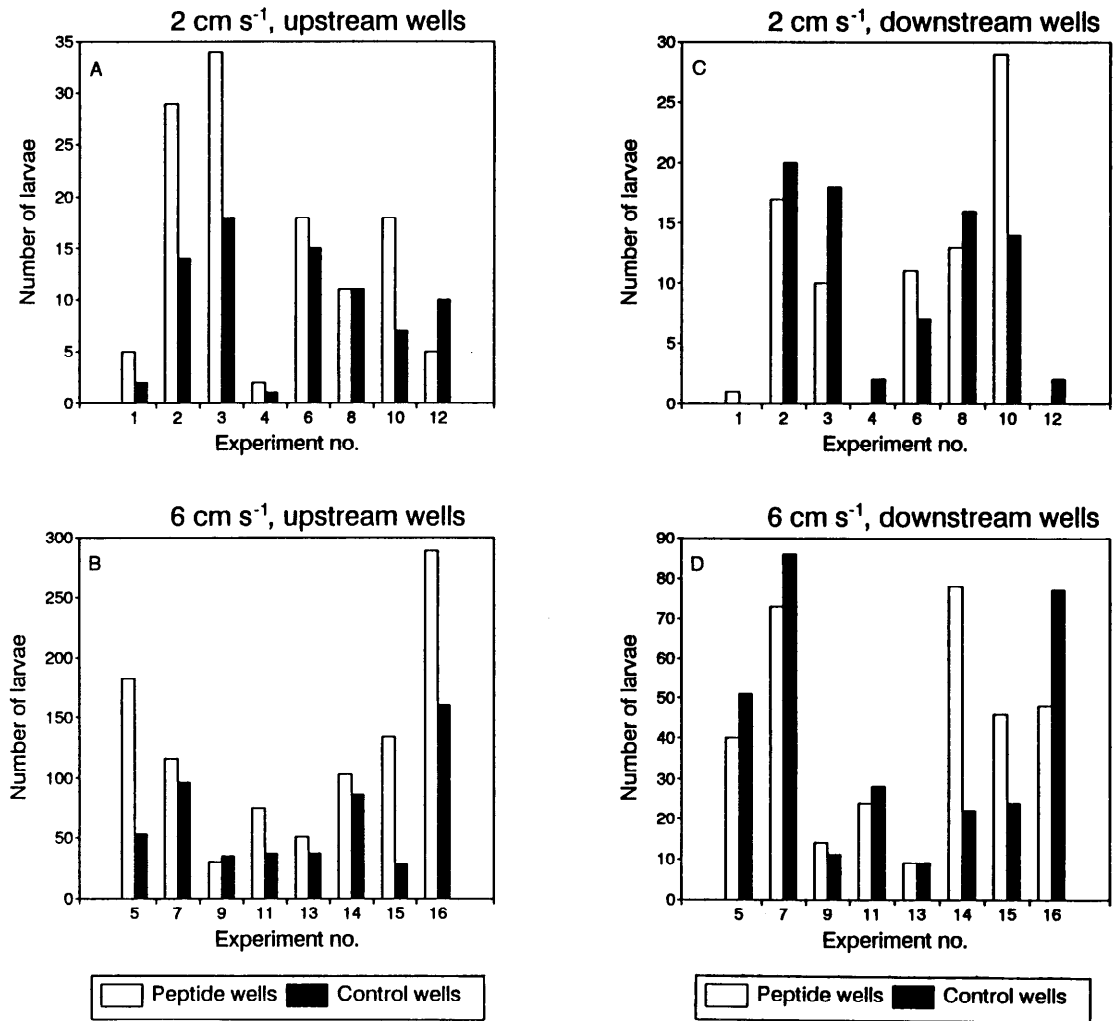 2 cm s-1, upstream wells
A
Number of larvae
35
30
25
20
15
10
5
0
1 2 3 4 6 8 10 12
Experiment no.
2 cm s-1, downstream wells
C
Number of larvae
30
25
20
15
10
5
0
1 2 3 4 6 8 10 12
Experiment no.
6 cm s-1, upstream wells
B
Number of larvae
300
250
200
150
100
50
0
5 7 9 11 13 14 15 16
Experiment no.
6 cm s-1, downstream wells
D
Number of larvae
90
80
70
60
50
40
30
20
10
0
5 7 9 11 13 14 15 16
Experiment no.
Peptide wells Control wells
Peptide wells Control wells